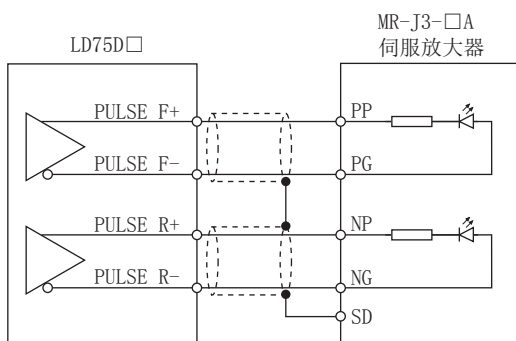 MR-J3-□A
LD75D□
伺服放大器
PULSE F+
PP
PULSE F-
PG
PULSE R+
NP
PULSE R-
NG
SD